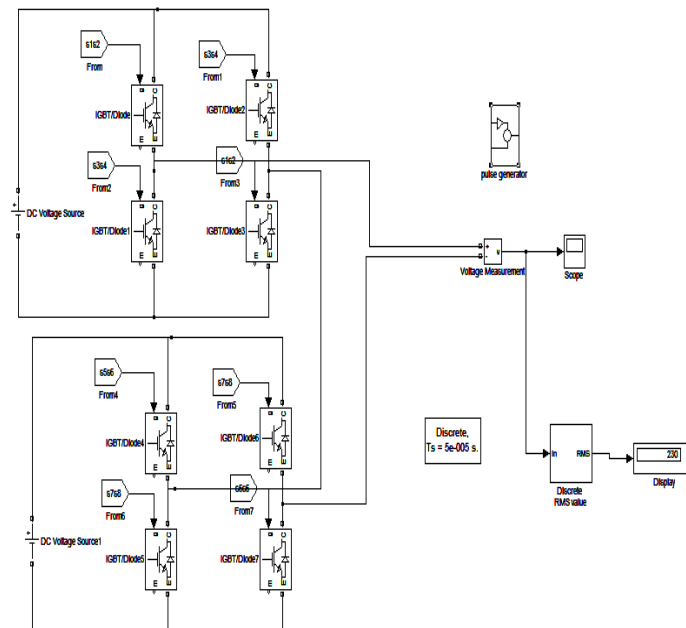 s1s2
From
s3s4
From1
g
C
IGBT/Diode
m
E
g
C
IGBT/Diode2
m
E
s3s4
From2
s1s2
From3
pulse generator
+
DC Voltage Source
g
C
IGBT/Diode1
m
E
g
C
IGBT/Diode3
m
E
+
-
v
Voltage Measurement
Scope
s5s6
From4
s7s8
From5
g
C
IGBT/Diode4
m
E
g
C
IGBT/Diode6
m
E
Discrete,
Ts = 5e-005 s.
In
RMS
Discrete
RMS value
230
Display
s7s8
From6
s5s6
From7
+
DC Voltage Source1
g
C
IGBT/Diode5
m
E
g
C
IGBT/Diode7
m
E